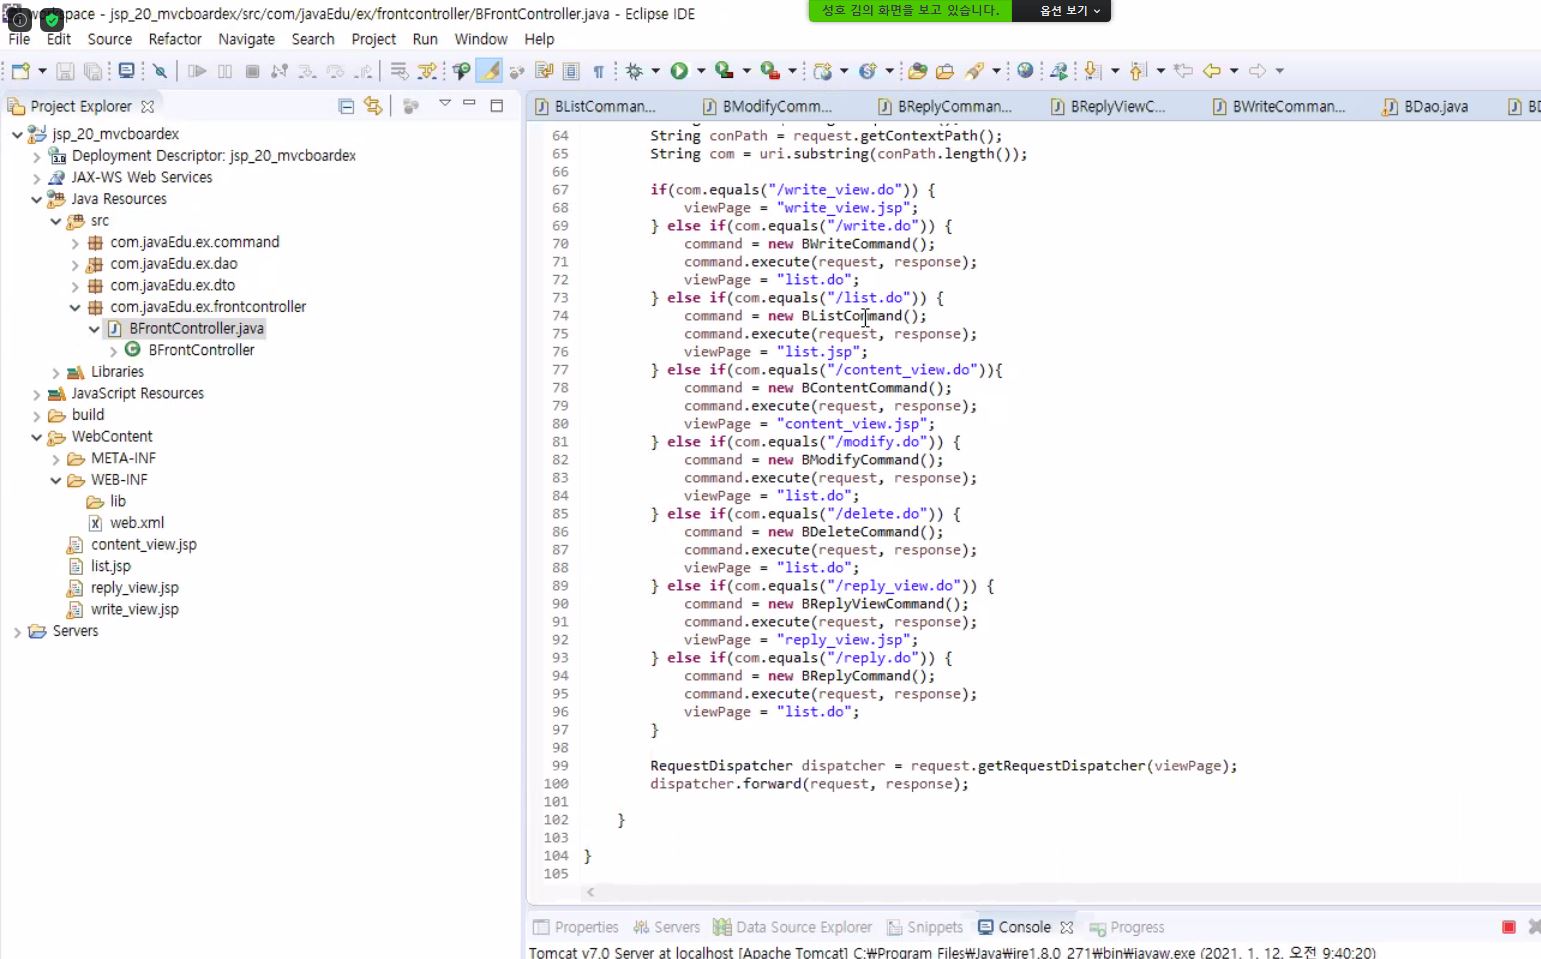 workspace - jsp_20_mvcboardex/src/com/javaEdu/ex/frontcontroller/BFrontController.java - Eclipse IDE
성호 김의 화면을 보고 있습니다.
옵션 보기
File Edit Source Refactor Navigate Search Project Run Window Help
Project Explorer
BListComman...
BModifyComm...
BReplyComman...
BReplyViewC...
BWriteComman...
BDao.java
jsp_20_mvcboardex
Deployment Descriptor: jsp_20_mvcboardex
JAX-WS Web Services
Java Resources
src
com.javaEdu.ex.command
com.javaEdu.ex.dao
com.javaEdu.ex.dto
com.javaEdu.ex.frontcontroller
BFrontController.java
BFrontController
Libraries
JavaScript Resources
build
WebContent
META-INF
WEB-INF
lib
web.xml
content_view.jsp
list.jsp
reply_view.jsp
write_view.jsp
Servers
64 String conPath = request.getContextPath();
65 String com = uri.substring(conPath.length());
66
67 if(com.equals("/write_view.do")) {
68 viewPage = "write_view.jsp";
69 } else if(com.equals("/write.do")) {
70 command = new BWriteCommand();
71 command.execute(request, response);
72 viewPage = "list.do";
73 } else if(com.equals("/list.do")) {
74 command = new BListCommand();
75 command.execute(request, response);
76 viewPage = "list.jsp";
77 } else if(com.equals("/content_view.do")){
78 command = new BContentCommand();
79 command.execute(request, response);
80 viewPage = "content_view.jsp";
81 } else if(com.equals("/modify.do")) {
82 command = new BModifyCommand();
83 command.execute(request, response);
84 viewPage = "list.do";
85 } else if(com.equals("/delete.do")) {
86 command = new BDeleteCommand();
87 command.execute(request, response);
88 viewPage = "list.do";
89 } else if(com.equals("/reply_view.do")) {
90 command = new BReplyViewCommand();
91 command.execute(request, response);
92 viewPage = "reply_view.jsp";
93 } else if(com.equals("/reply.do")) {
94 command = new BReplyCommand();
95 command.execute(request, response);
96 viewPage = "list.do";
97 }
98
99 RequestDispatcher dispatcher = request.getRequestDispatcher(viewPage);
100 dispatcher.forward(request, response);
101
102 }
103
104 }
105
Properties Servers Data Source Explorer Snippets Console Progress
Tomcat v7.0 Server at localhost [Apache Tomcat] C:₩Program Files₩Java₩jre1.8.0_271₩bin₩javaw.exe (2021. 1. 12. 오전 9:40:20)